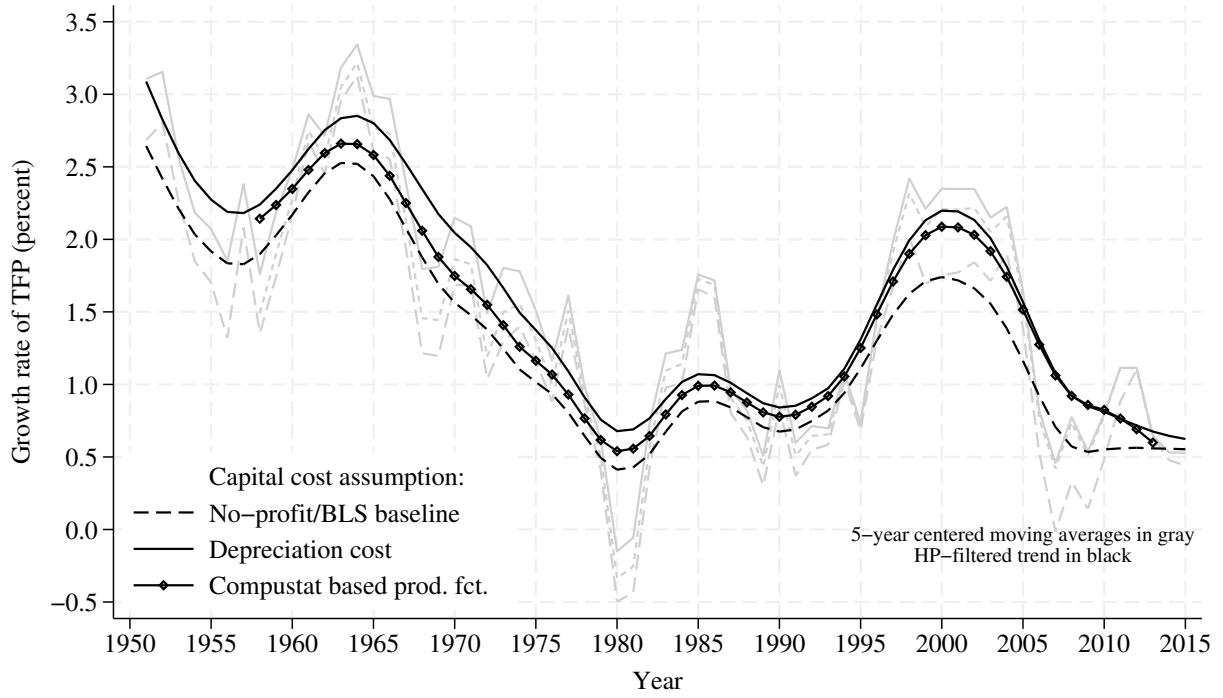 3.5
3.0
2.5
2.0
1.5
1.0
0.5
0.0
−0.5
Growth rate of TFP (percent)
Capital cost assumption:
No−profit/BLS baseline
Depreciation cost
Compustat based prod. fct.
5−year centered moving averages in gray
HP−filtered trend in black
1950 1955 1960 1965 1970 1975 1980 1985 1990 1995 2000 2005 2010 2015
Year